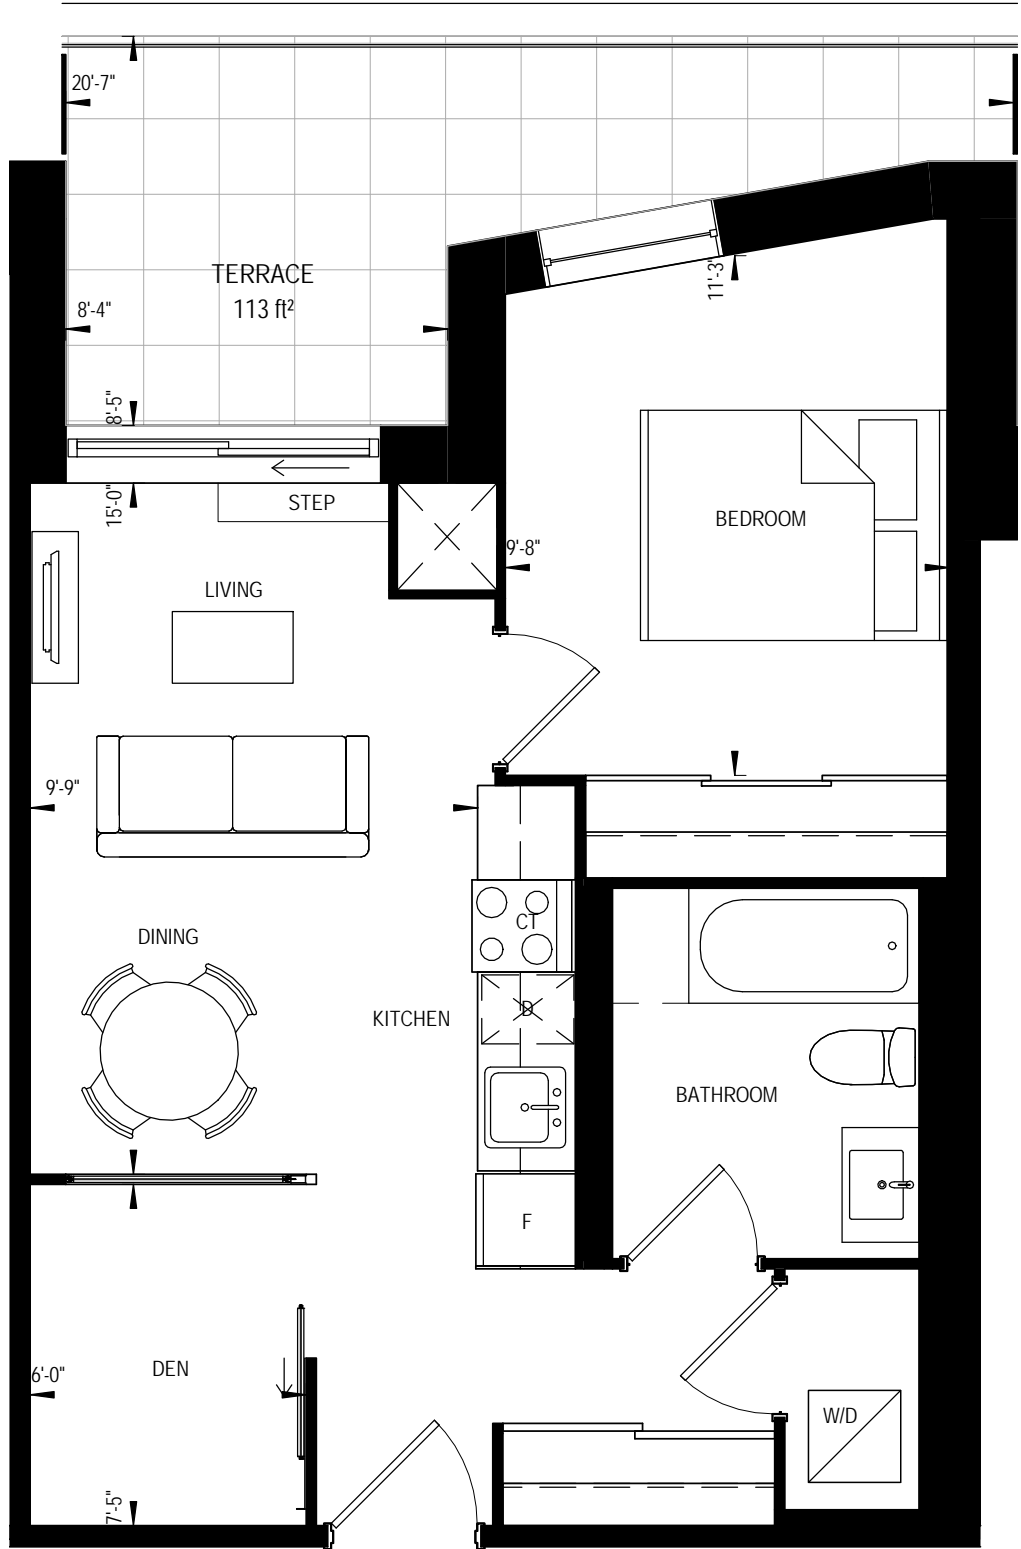 20'-7"
TERRACE
113 ft²
11'-3"
8'-4"
8'-5"
15'-0"
STEP
BEDROOM
9'-8"
LIVING
9'-9"
CT
DINING
D
KITCHEN
BATHROOM
F
DEN
6'-0"
W/D
7'-5"